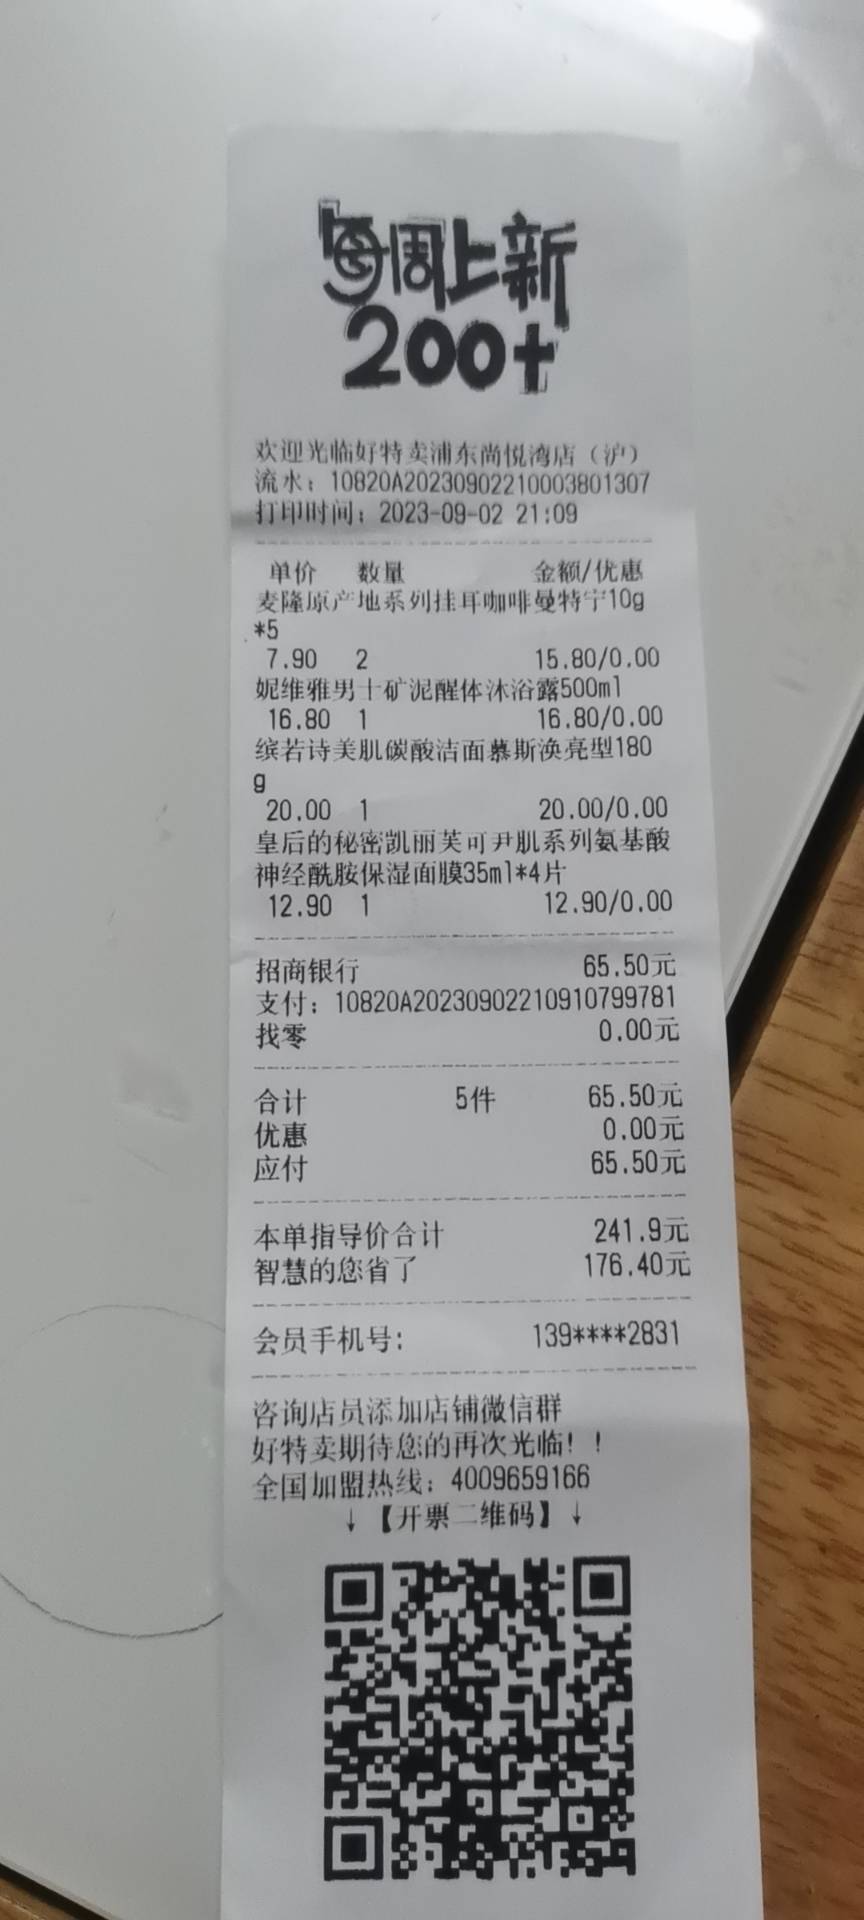 每周上新
200+
欢迎光临好特卖浦东尚悦湾店（沪）
流水：10820A202309022210003801307
打印时间：2023-09-02 21:09
单价 数量 金额/优惠
麦隆原产地系列挂耳咖啡曼特宁10g
*5
7.90 2 15.80/0.00
妮维雅男士矿泥醒体沐浴露500ml
16.80 1 16.80/0.00
缤若诗美肌碳酸洁面慕斯焕亮型180
g
20.00 1 20.00/0.00
皇后的秘密凯丽芙可尹肌系列氨基酸
神经酰胺保湿面膜35ml*4片
12.90 1 12.90/0.00
招商银行 65.50元
支付：10820A202309022210910799781
找零 0.00元
合计 5件 65.50元
优惠 0.00元
应付 65.50元
本单指导价合计 241.9元
智慧的您省了 176.40元
会员手机号: 139****2831
咨询店员添加店铺微信群
好特卖期待您的再次光临！！
全国加盟热线：4009659166
↓【开票二维码】↓